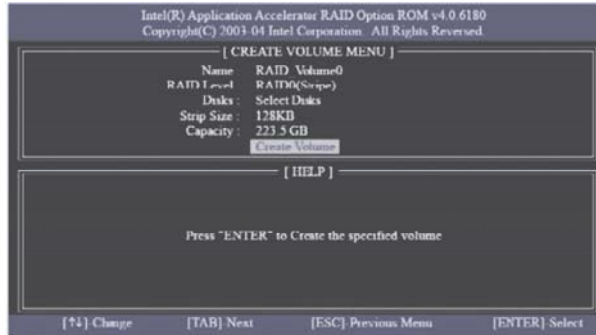 Intel(R) Application Accelerator RAID Option ROM v4.0.6180
Copyright(C) 2003-04 Intel Corporation. All Rights Reversed.
[ CREATE VOLUME MENU ]
Name RAID_Volume0
RAID Level RAID0(Stripe)
Disks : Select Disks
Strip Size : 128KB
Capacity : 223.5 GB
Create Volume
[ HELP ]
Press "ENTER" to Create the specified volume
[↑↓]-Change [TAB]-Next [ESC]-Previous Menu [ENTER]-Select